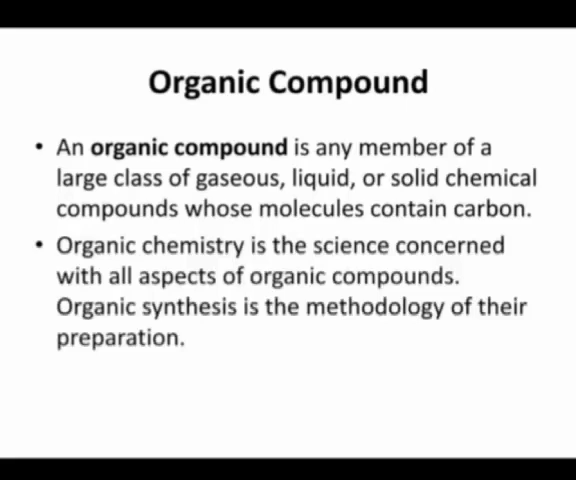 Organic Compound
• An organic compound is any member of a
large class of gaseous, liquid, or solid chemical
compounds whose molecules contain carbon.
• Organic chemistry is the science concerned
with all aspects of organic compounds.
Organic synthesis is the methodology of their
preparation.